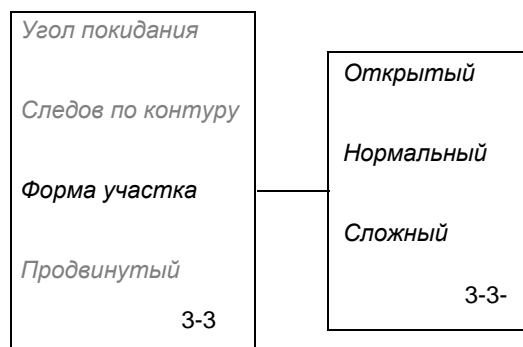 Угол покидания
Следов по контуру
Форма участка
Продвинутый
3-3
Открытый
Нормальный
Сложный
3-3-